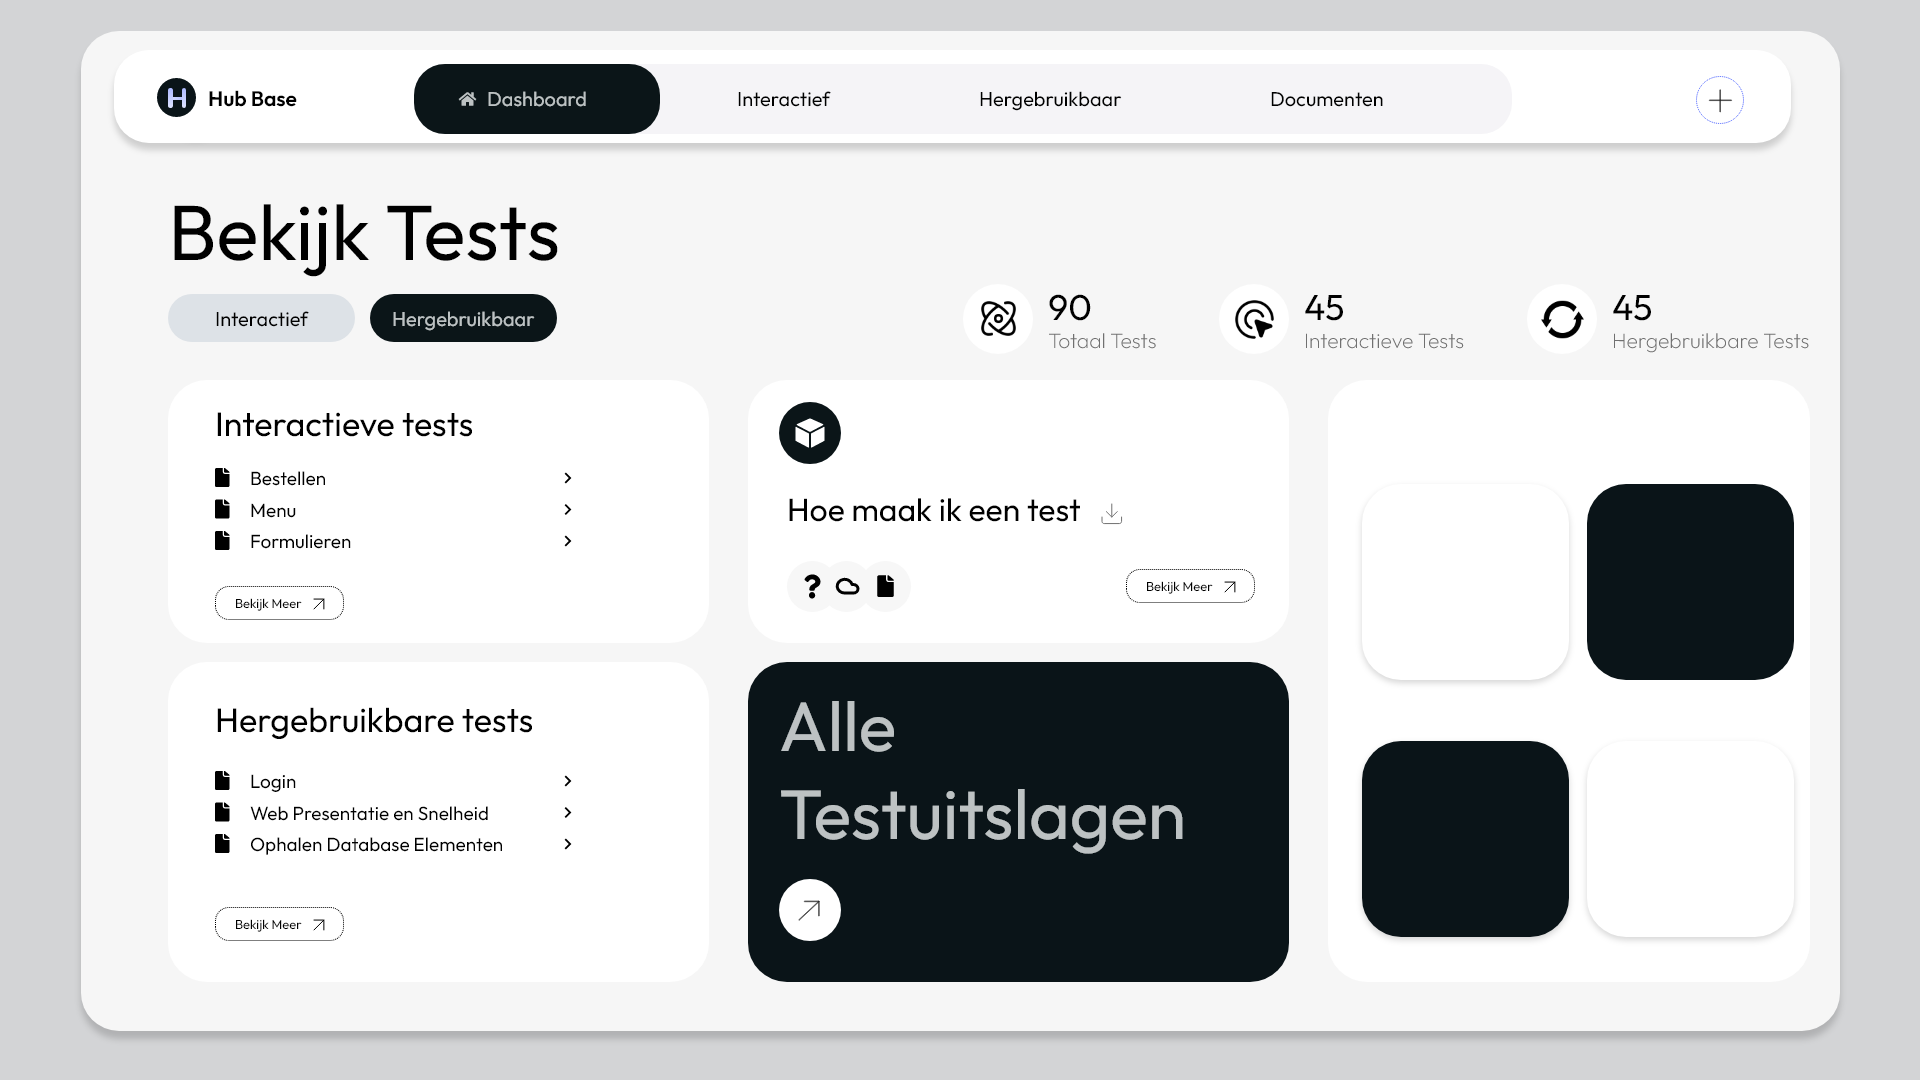 H Hub Base
Dashboard
Interactief
Hergebruikbaar
Documenten
Bekijk Tests
Interactief
Hergebruikbaar
90
Totaal Tests
45
Interactieve Tests
45
Hergebruikbare Tests
Interactieve tests
Bestellen
Menu
Formulieren
Bekijk Meer
Hoe maak ik een test
?
Bekijk Meer
Hergebruikbare tests
Login
Web Presentatie en Snelheid
Ophalen Database Elementen
Bekijk Meer
Alle
Testuitslagen